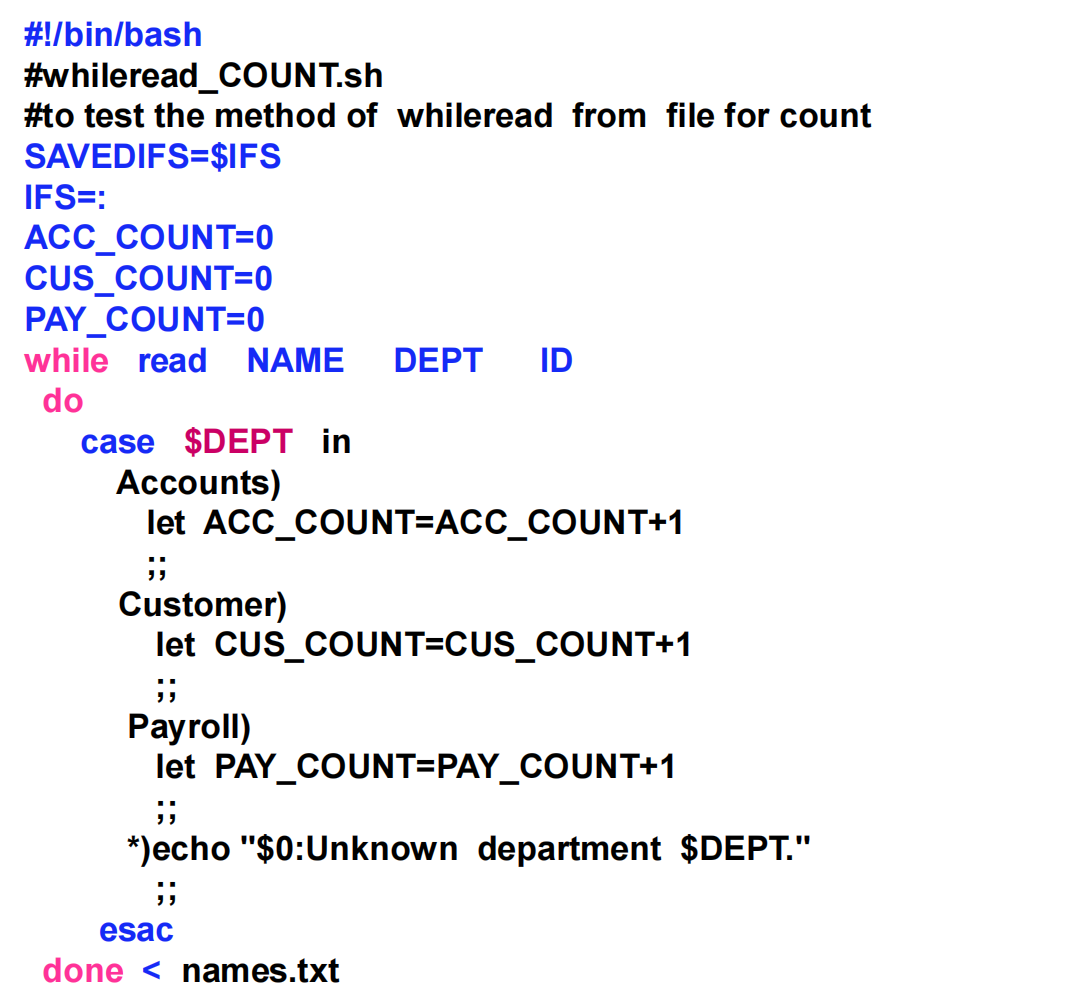 #!/bin/bash
#whileread_COUNT.sh
#to test the method of whileread from file for count
SAVEDIFS=$IFS
IFS=:
ACC_COUNT=0
CUS_COUNT=0
PAY_COUNT=0
while read NAME DEPT ID
do
case $DEPT in
Accounts)
let ACC_COUNT=ACC_COUNT+1
;;
Customer)
let CUS_COUNT=CUS_COUNT+1
;;
Payroll)
let PAY_COUNT=PAY_COUNT+1
;;
*)echo "$0:Unknown department $DEPT."
;;
esac
done < names.txt